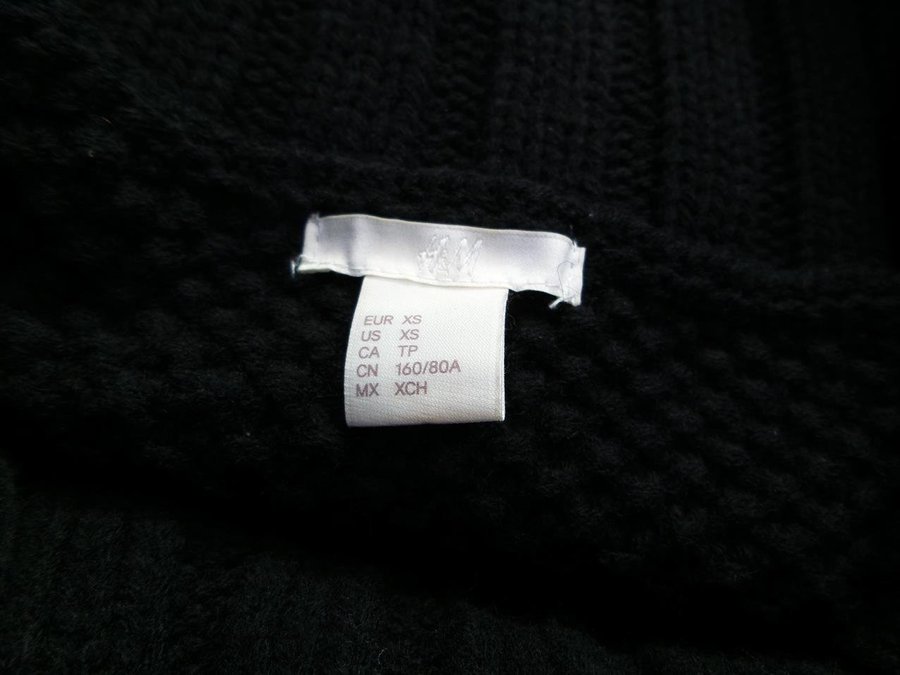 H&M
EUR XS
US XS
CA TP
CN 160/80A
MX XCH